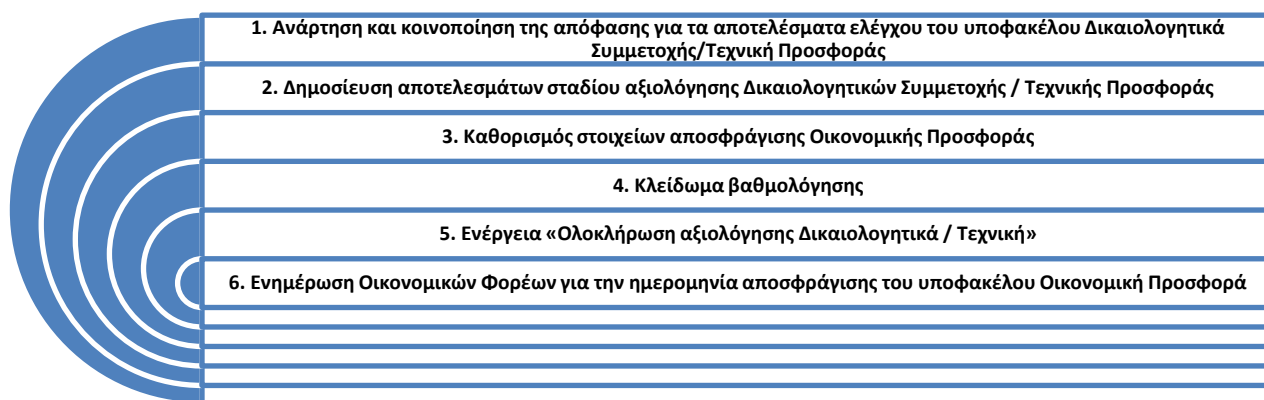 1. Ανάρτηση και κοινοποίηση της απόφασης για τα αποτελέσματα ελέγχου του υποφακέλου Δικαιολογητικά
Συμμετοχής/Τεχνική Προσφοράς
2. Δημοσίευση αποτελεσμάτων σταδίου αξιολόγησης Δικαιολογητικών Συμμετοχής / Τεχνικής Προσφοράς
3. Καθορισμός στοιχείων αποσφράγισης Οικονομικής Προσφοράς
4. Κλείδωμα βαθμολόγησης
5. Ενέργεια «Ολοκλήρωση αξιολόγησης Δικαιολογητικά / Τεχνική»
6. Ενημέρωση Οικονομικών Φορέων για την ημερομηνία αποσφράγισης του υποφακέλου Οικονομική Προσφορά